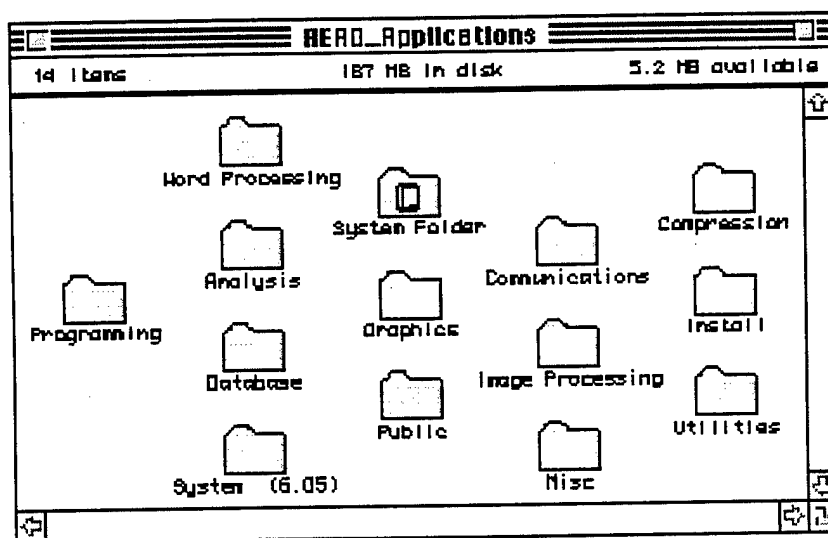 AERO_Applications
14 items 187 MB in disk 5.2 MB available
Word Processing
System Folder
Compression
Analysis
Communications
Programming
Graphics
Install
Database
Image Processing
Public
Utilities
System (6.05)
Misc